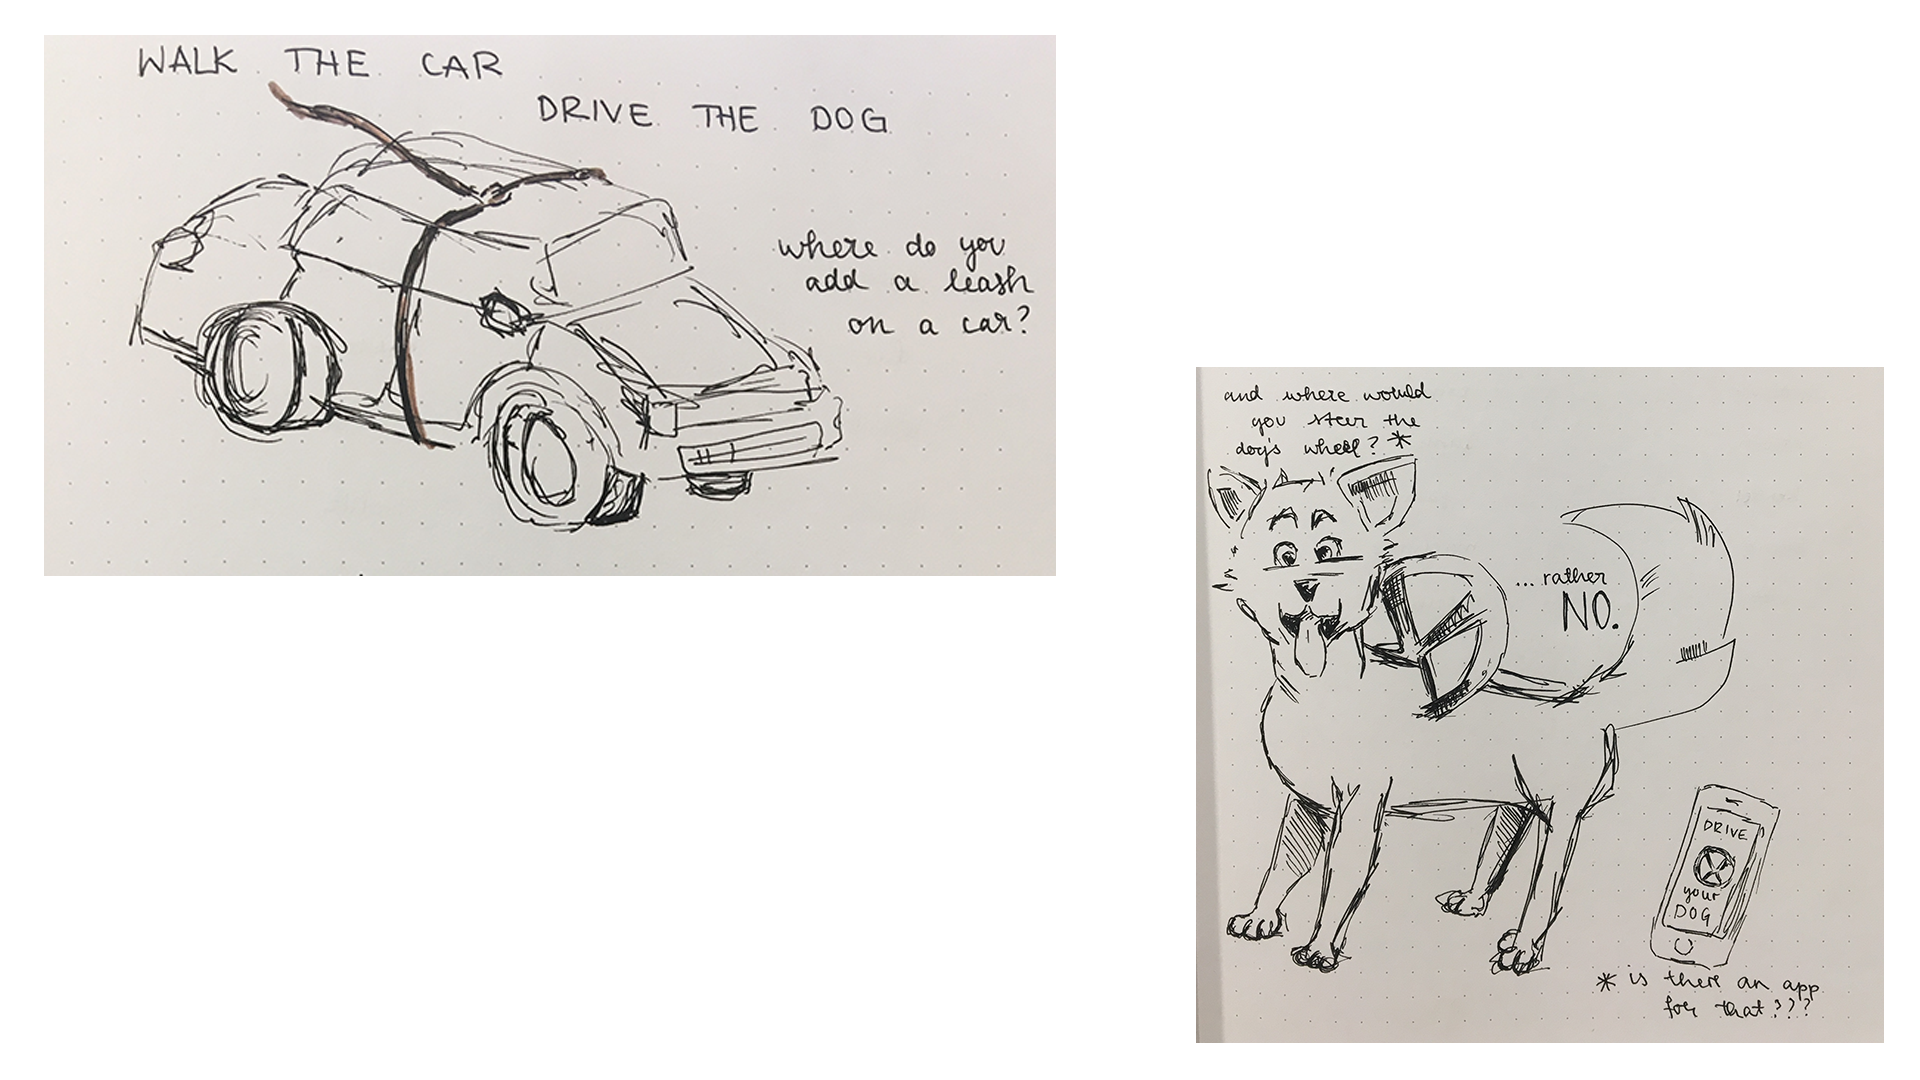 WALK THE CAR
DRIVE THE DOG
where do you
add a leash
on a car?
and where would
you steer the
dog's wheel? *
... rather
NO.
DRIVE
your
DOG
* is there an app
for that???